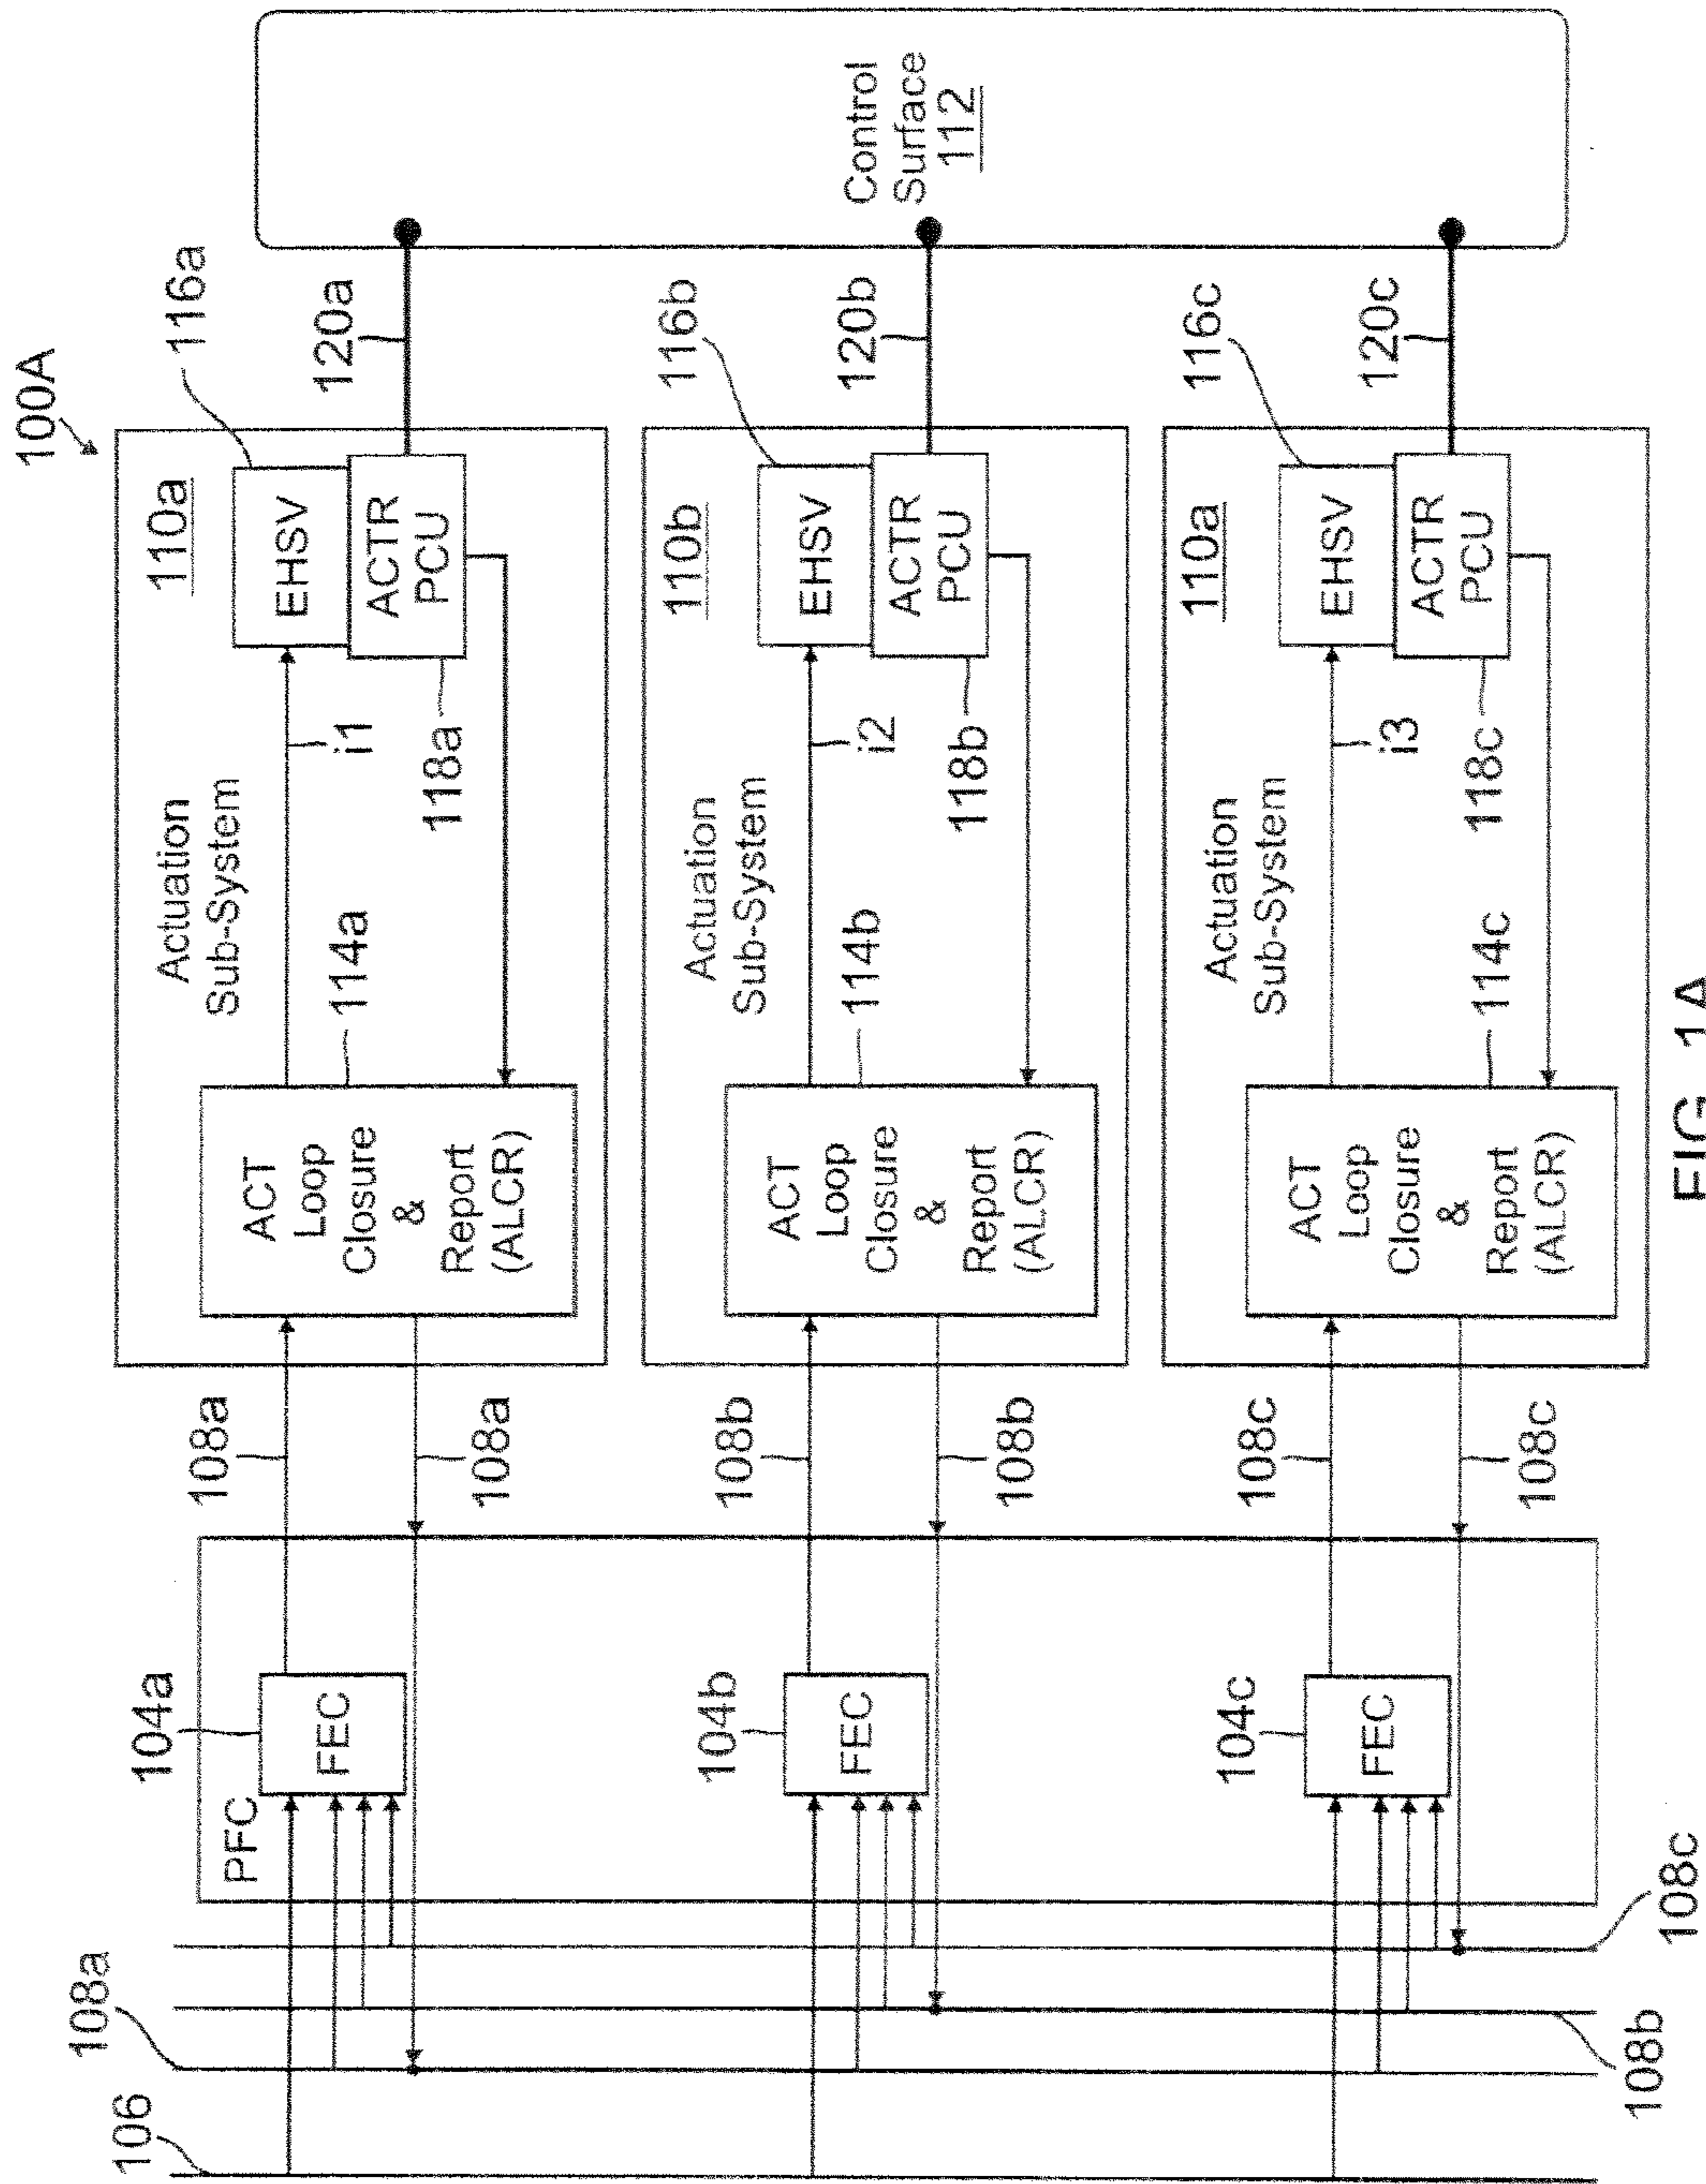 100A
110a
116a
EHSV
ACTR
PCU
i1
118a
120a
Actuation
Sub-System
114a
ACT
Loop
Closure
&
Report
(ALCR)
108a
108a
110b
116b
EHSV
ACTR
PCU
i2
118b
120b
Actuation
Sub-System
114b
ACT
Loop
Closure
&
Report
(ALCR)
108b
108b
110a
116c
EHSV
ACTR
PCU
i3
118c
120c
Actuation
Sub-System
114c
ACT
Loop
Closure
&
Report
(ALCR)
108c
108c
Control
Surface
112
PFC
104a
FEC
104b
FEC
104c
FEC
106
108a
108b
108c
FIG. 1A